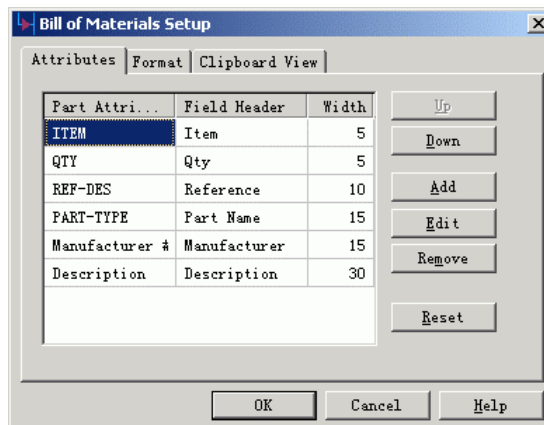 Bill of Materials Setup
Attributes Format Clipboard View
Part Attri... Field Header Width Up
ITEM Item 5 Down
QTY Qty 5
REF-DES Reference 10 Add
PART-TYPE Part Name 15 Edit
Manufacturer # Manufacturer 15 Remove
Description Description 30
Reset
OK Cancel Help